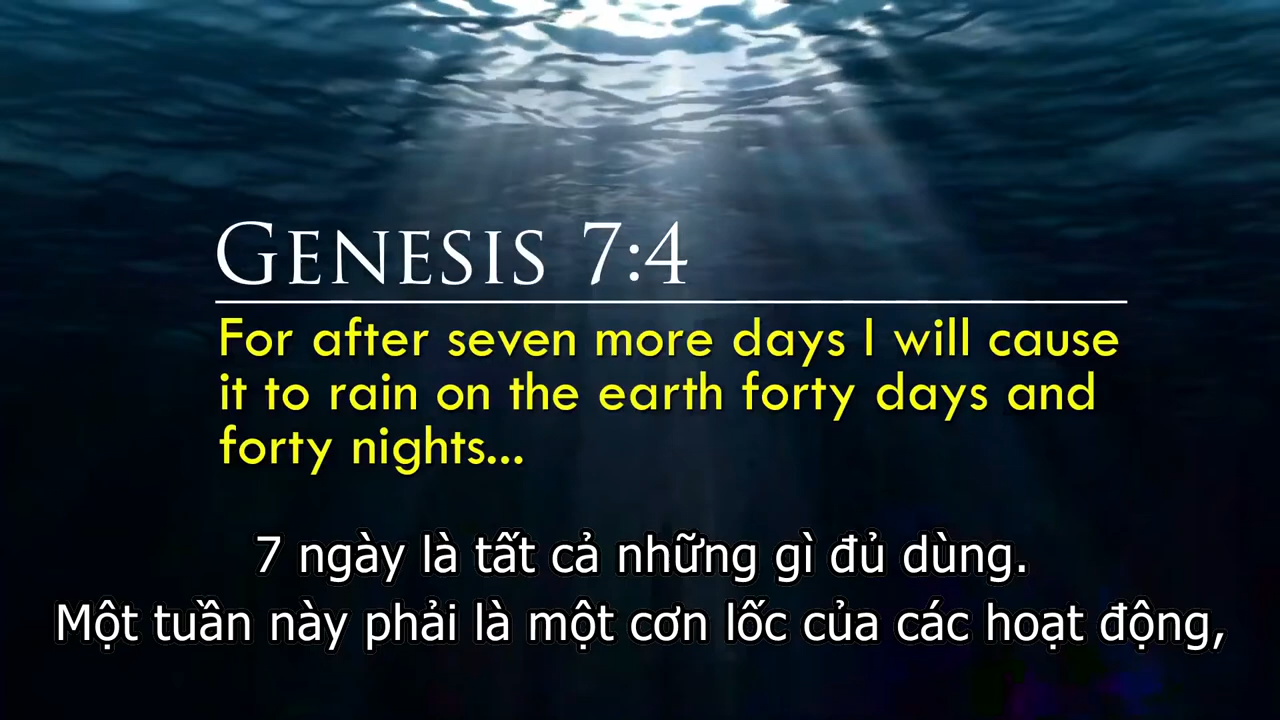 GENESIS 7:4
For after seven more days I will cause
it to rain on the earth forty days and
forty nights...
7 ngày là tất cả những gì đủ dùng.
Một tuần này phải là một cơn lốc của các hoạt động,